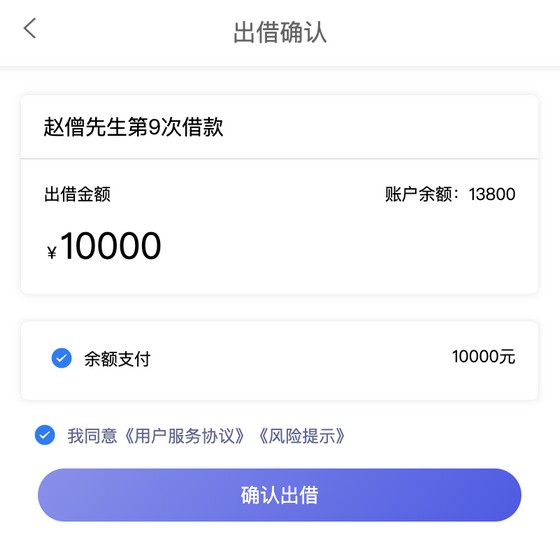 出借确认
赵僧先生第9次借款
出借金额
账户余额：13800
¥10000
余额支付
10000元
我同意《用户服务协议》《风险提示》
确认出借